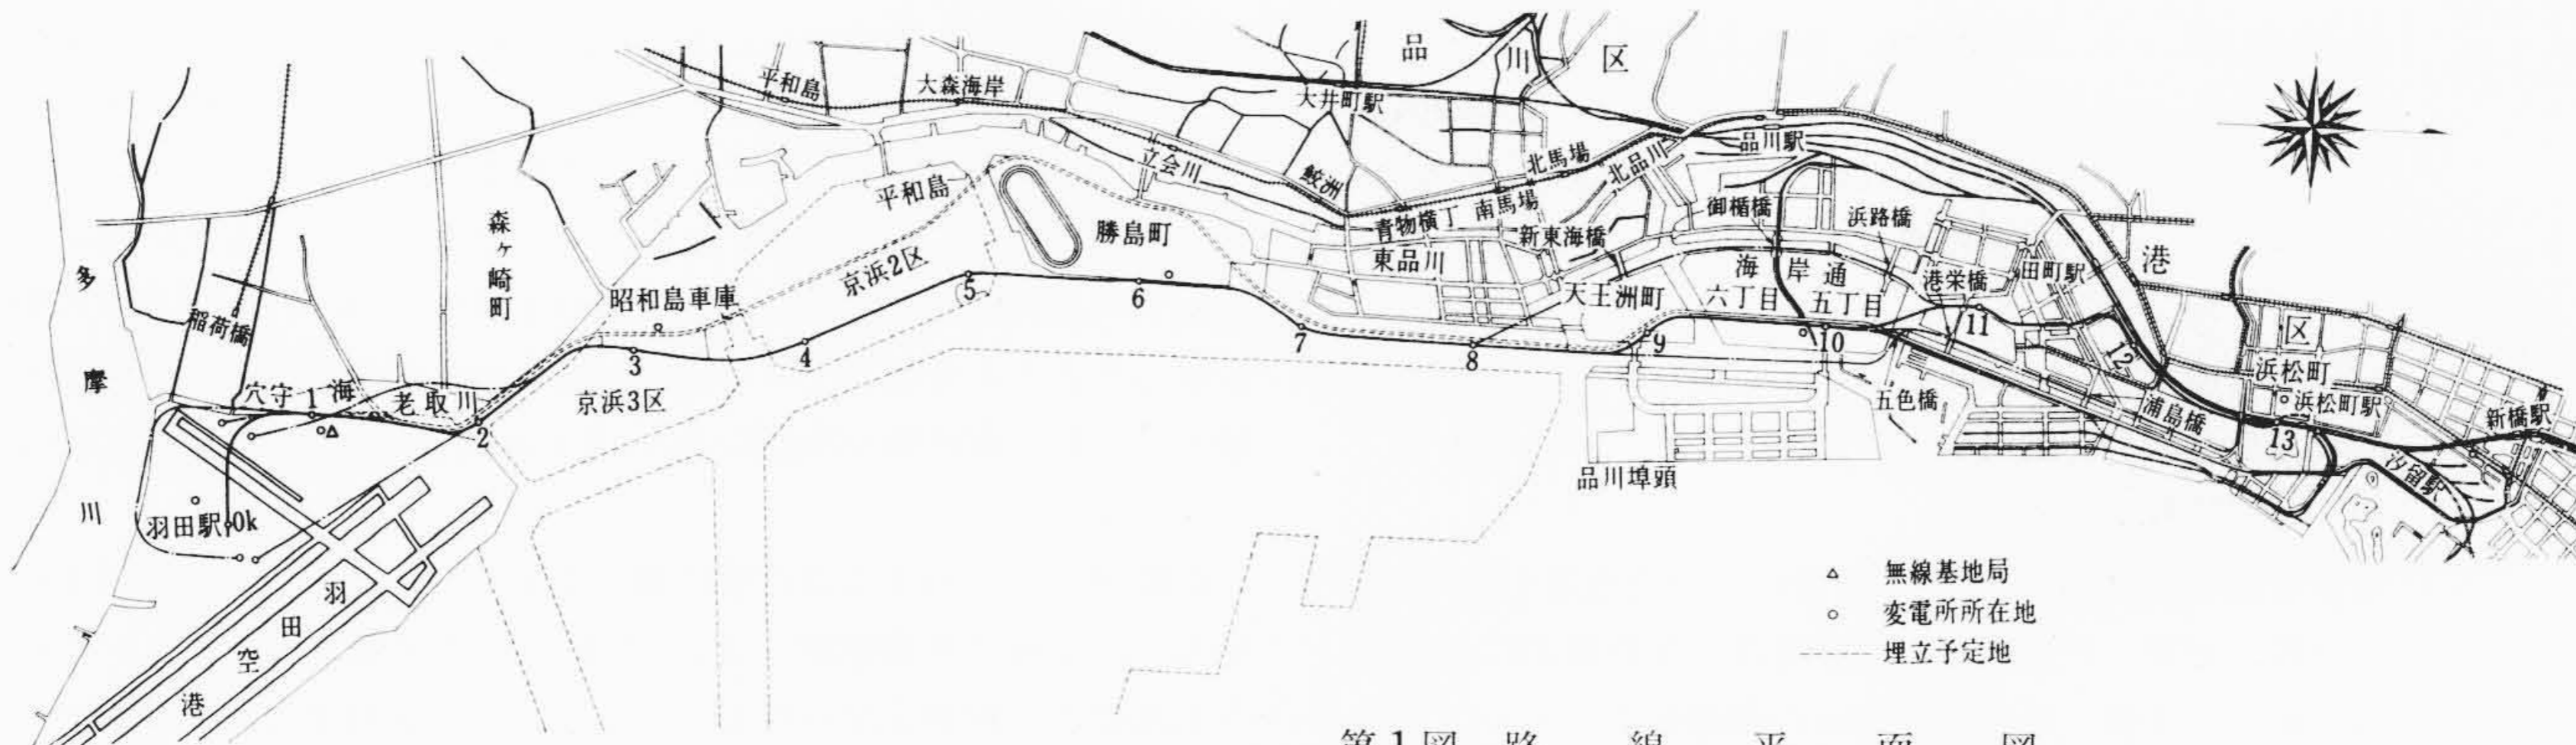 品川区
平和島
大森海岸
大井町駅
立会川
鮫洲
青物横丁
南馬場
北馬場
北品川
品川駅
新東海橋
御楯橋
浜路橋
港栄橋
田町駅
港区
多摩川
稲荷橋
森ヶ崎町
昭和島車庫
平和島
京浜2区
勝島町
東品川
天王洲町
海岸通
六丁目
五丁目
穴守
海老取川
京浜3区
五色橋
浦島橋
浜松町
浜松町駅
新橋駅
汐留駅
品川埠頭
羽田駅 0k
1
2
3
4
5
6
7
8
9
10
11
12
13
羽田空港
無線基地局
変電所所在地
埋立予定地
第1図 路線平面図